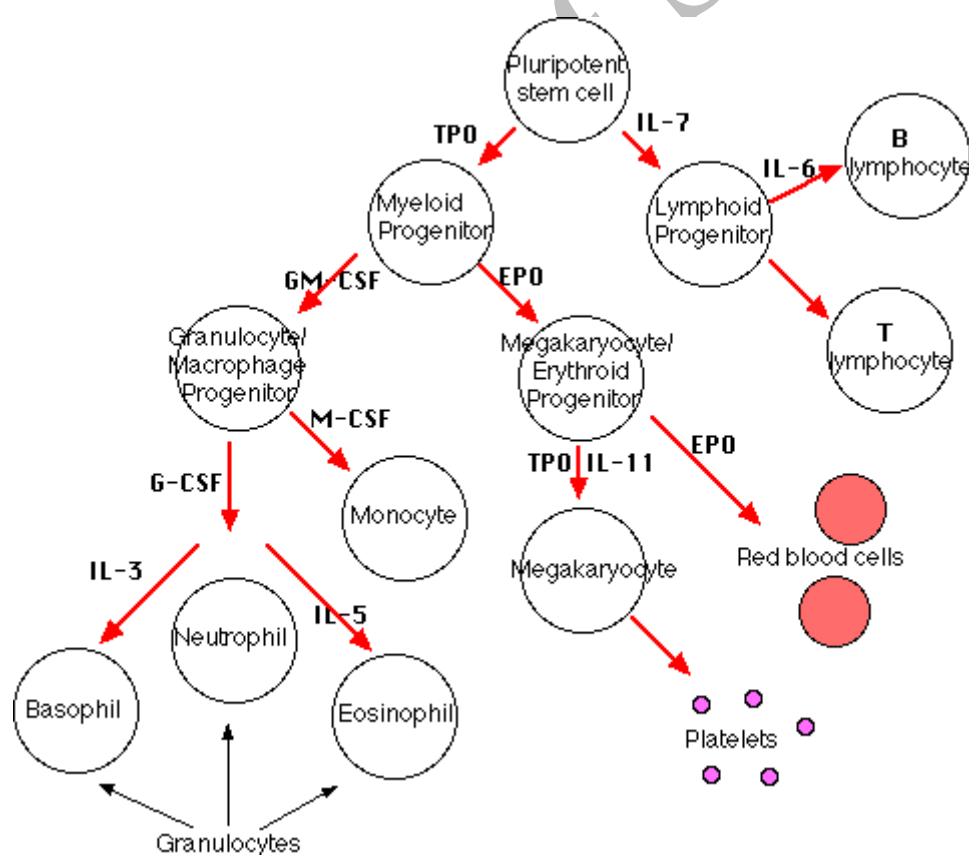 Pluripotent
stem cell
TPO
IL-7
B
lymphocyte
IL-6
Myeloid
Progenitor
Lymphoid
Progenitor
GM-CSF
EPO
T
lymphocyte
Granulocyte/
Macrophage
Progenitor
Megakaryocyte/
Erythroid
Progenitor
M-CSF
EPO
G-CSF
TPO IL-11
Monocyte
Red blood cells
Megakaryocyte
IL-3
IL-5
Neutrophil
Basophil
Eosinophil
Platelets
Granulocytes